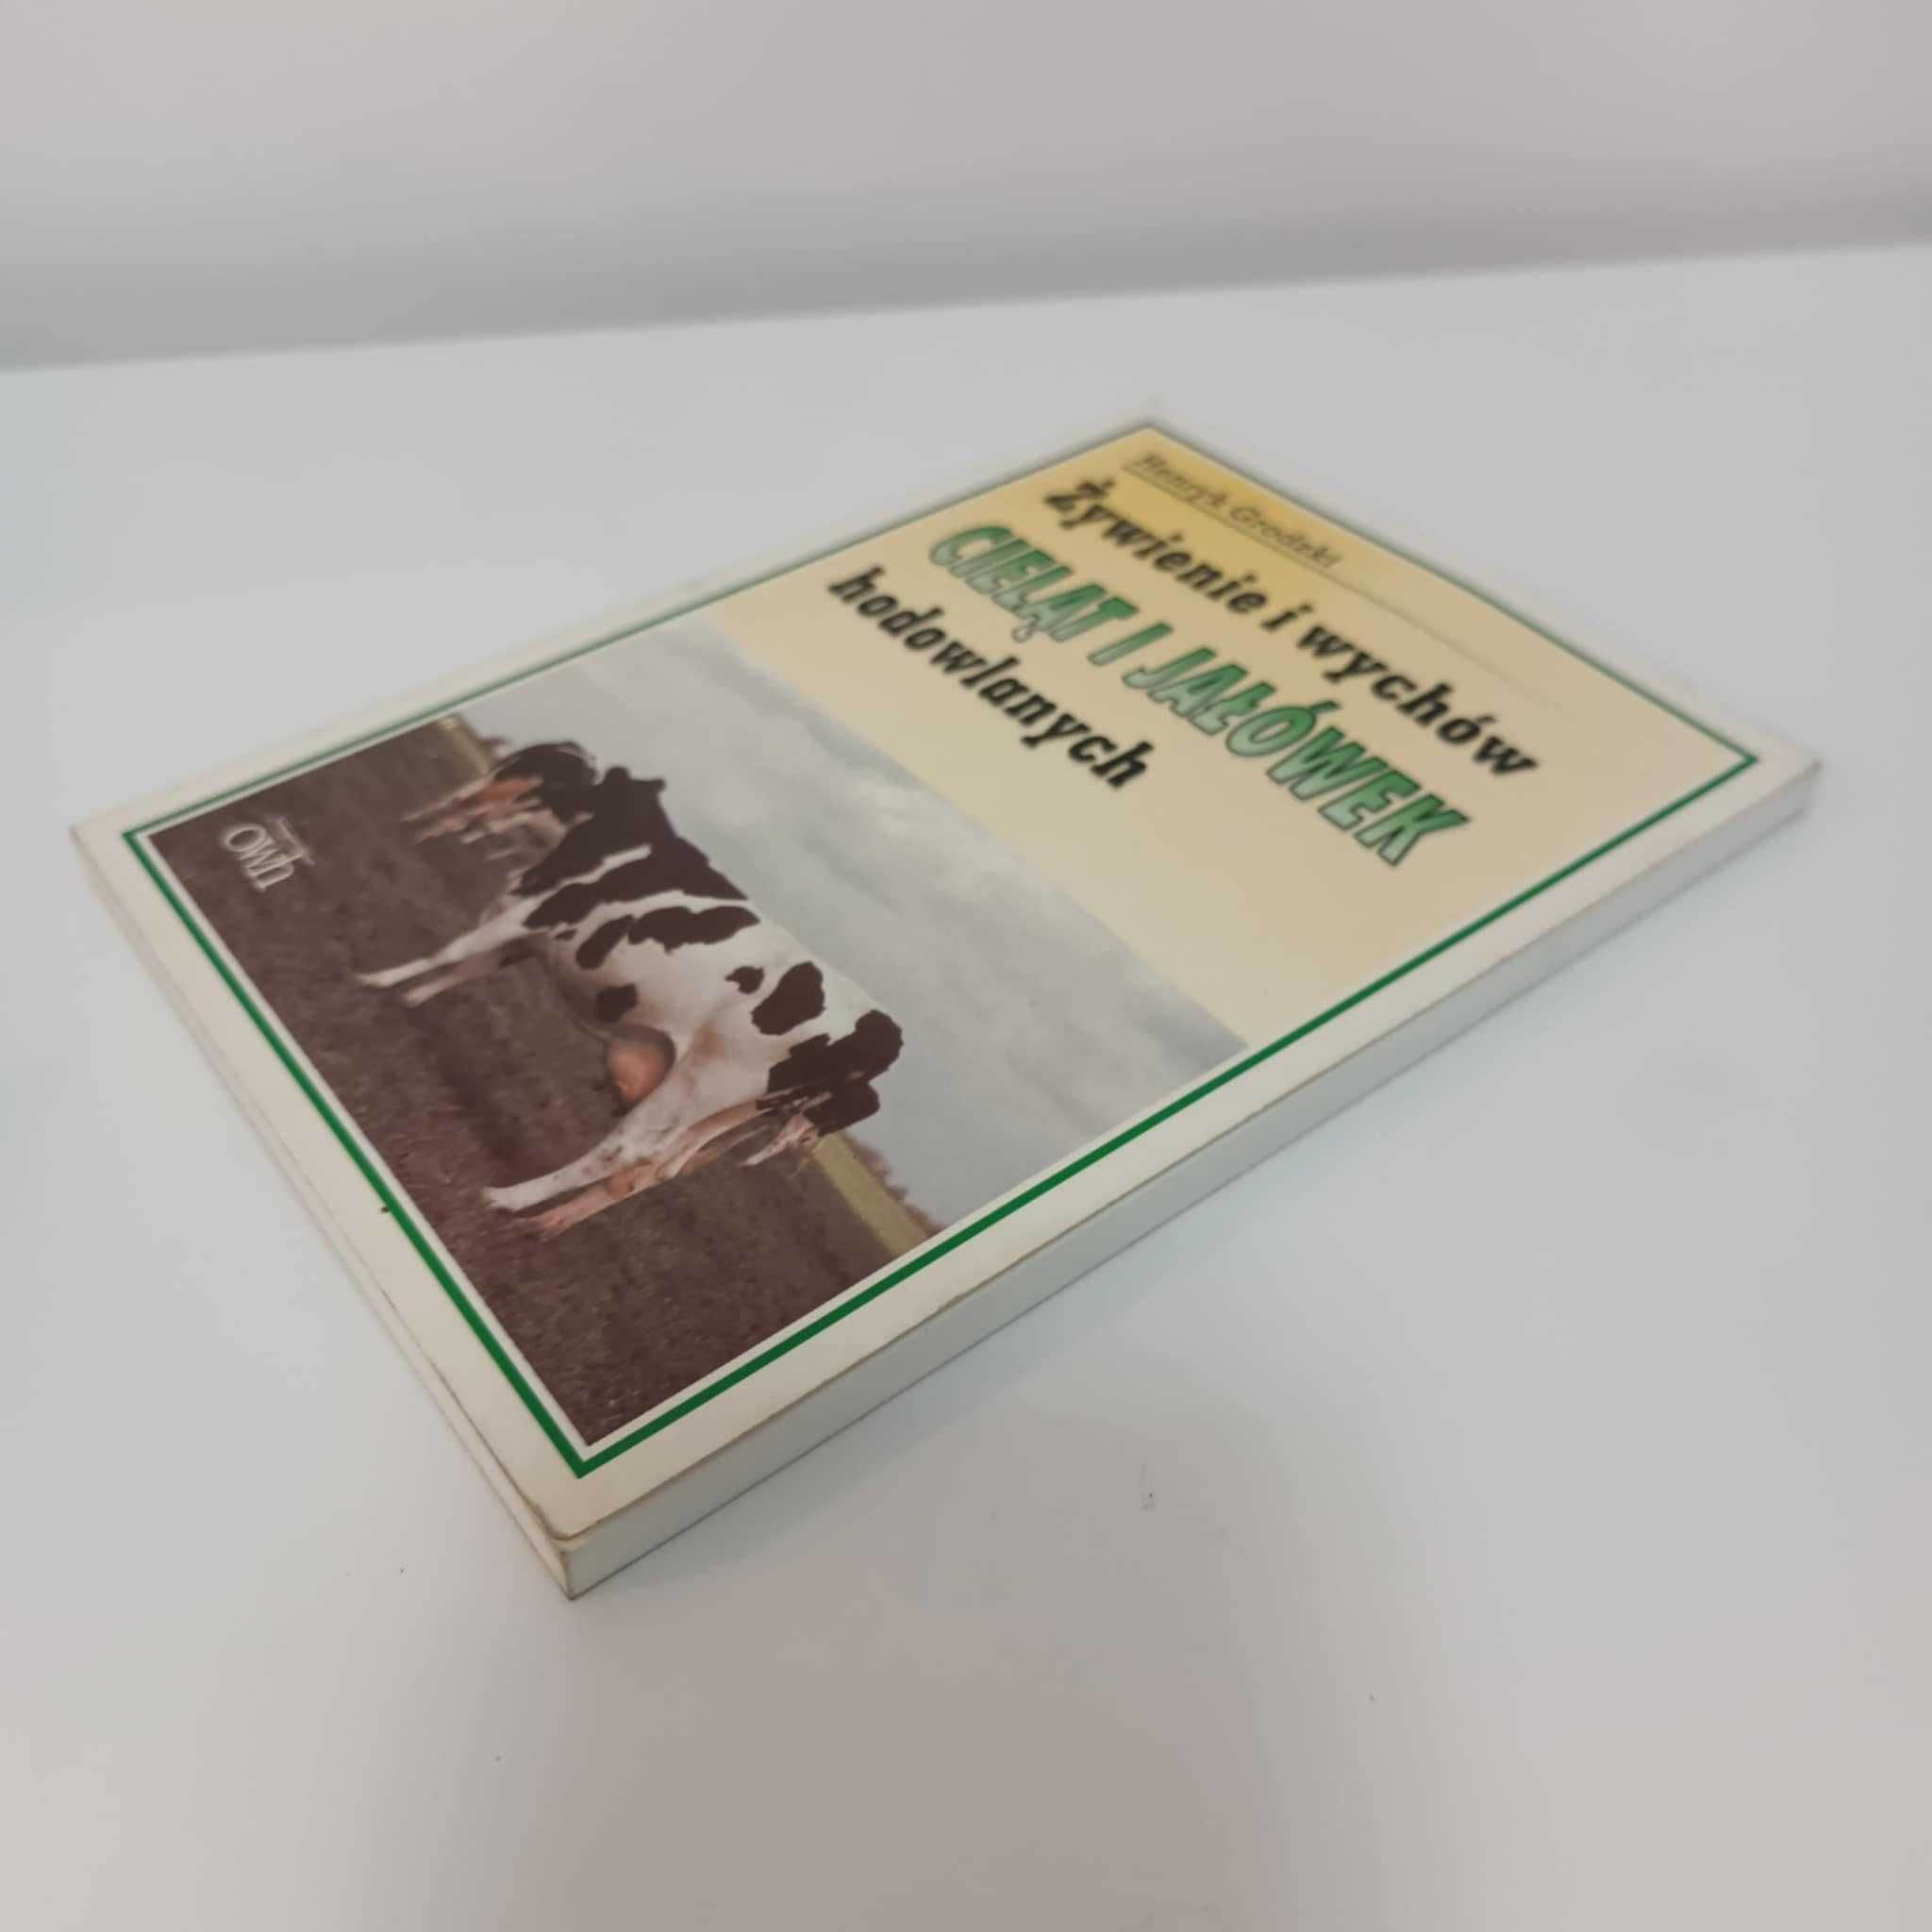 Henryk Grodzki
Żywienie i wychów
CIELĄT I JAŁÓWEK
hodowlanych
OWH